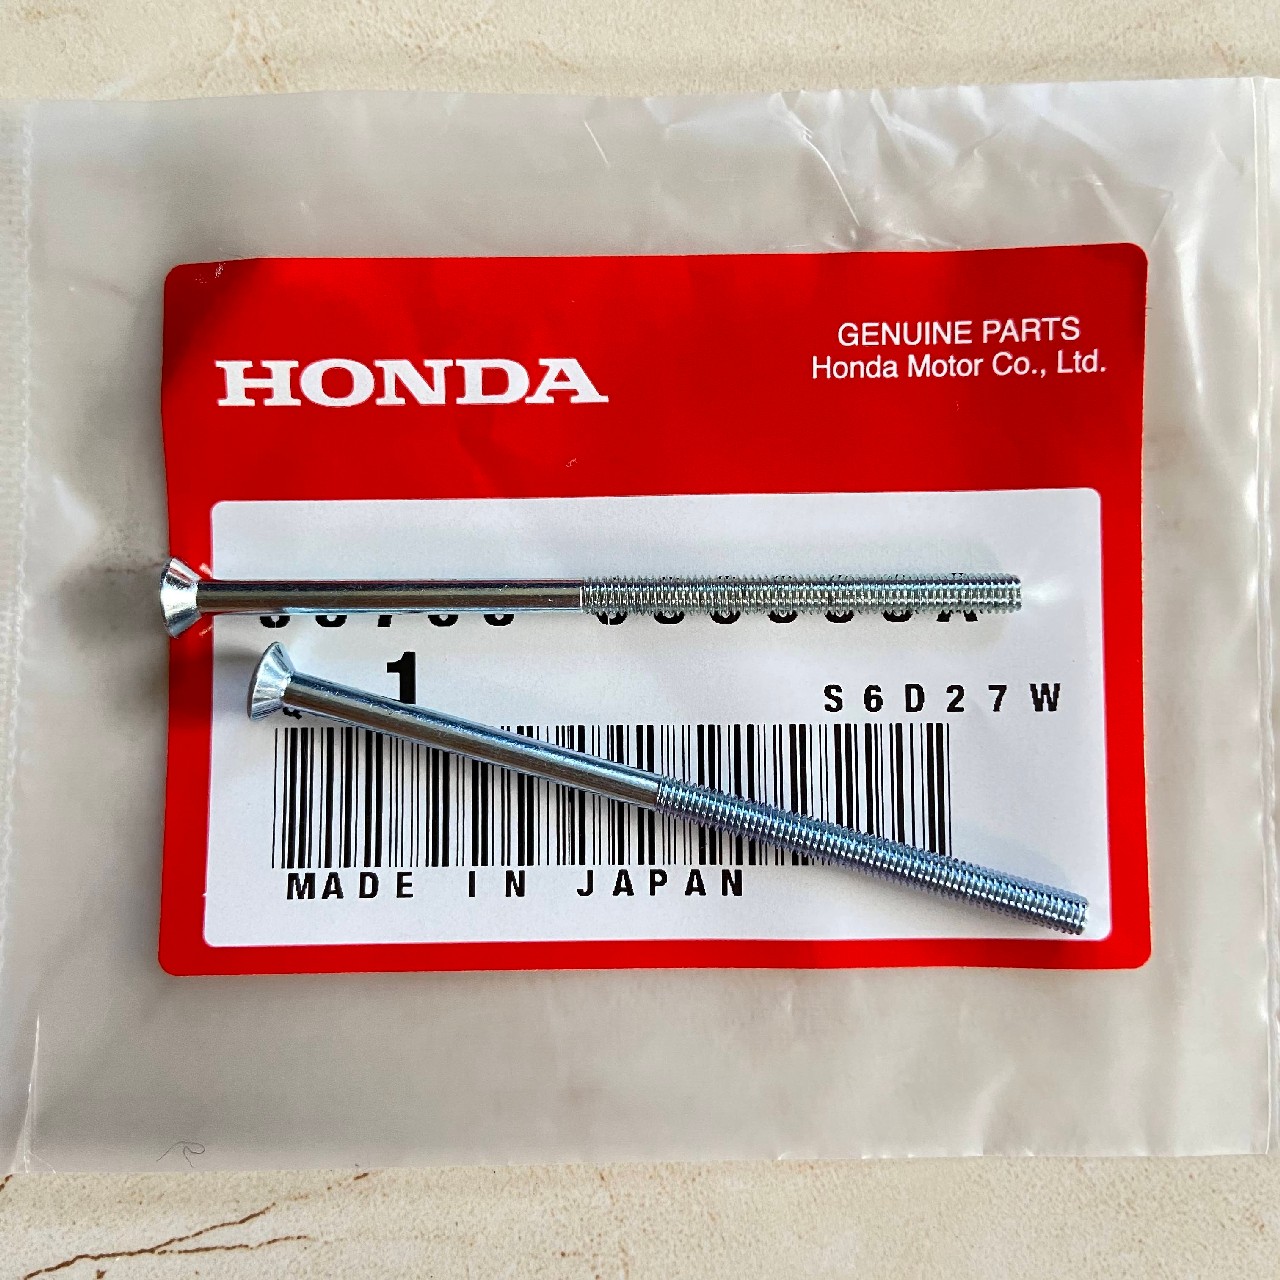 HONDA
GENUINE PARTS
Honda Motor Co., Ltd.
1
S6D27W
MADE IN JAPAN